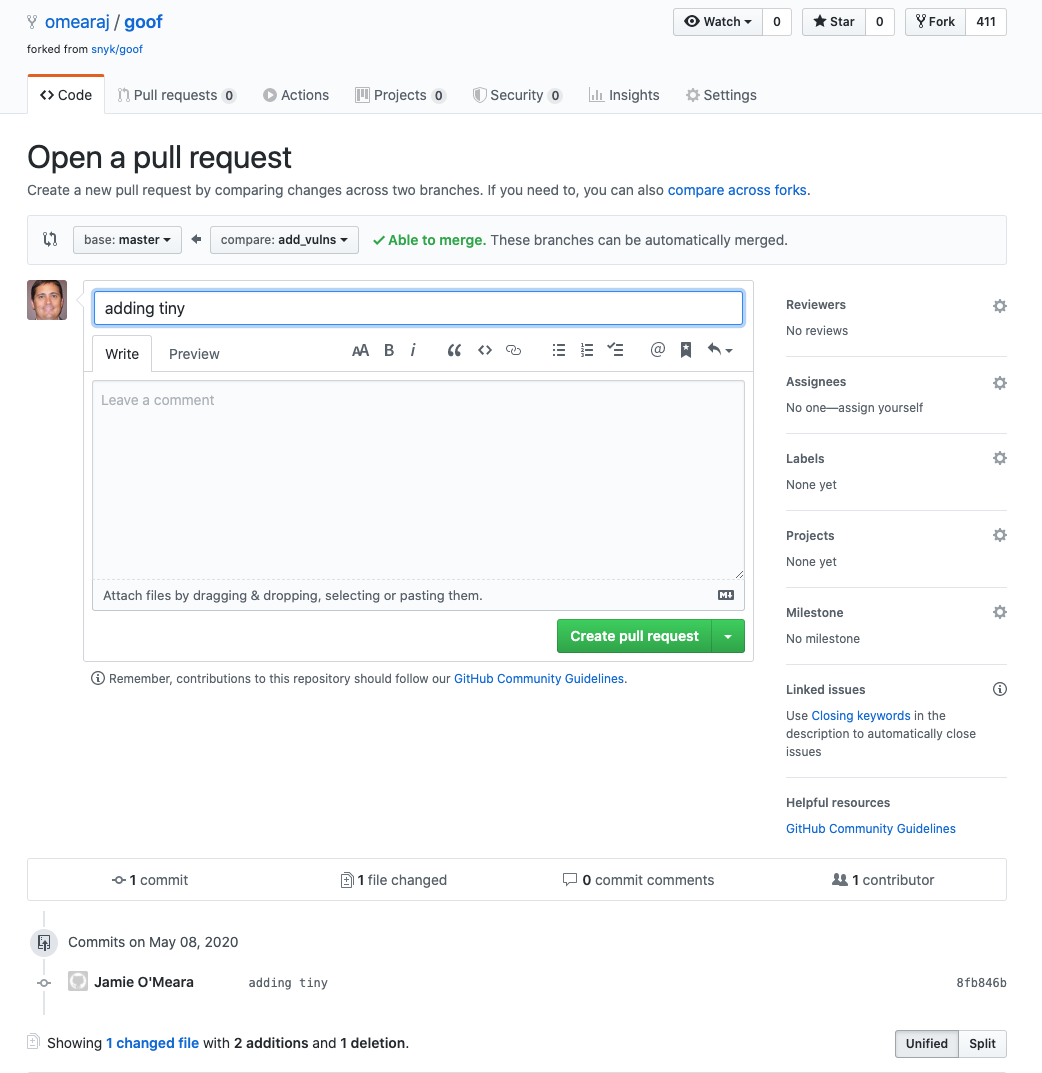 omearaj / goof
Watch 0 Star 0 Fork 411
forked from snyk/goof
Code Pull requests 0 Actions Projects 0 Security 0 Insights Settings
Open a pull request
Create a new pull request by comparing changes across two branches. If you need to, you can also compare across forks.
base: master compare: add_vulns Able to merge. These branches can be automatically merged.
adding tiny
Write Preview AA B i @
Leave a comment
Attach files by dragging & dropping, selecting or pasting them.
Create pull request
Remember, contributions to this repository should follow our GitHub Community Guidelines.
Reviewers
No reviews
Assignees
No one—assign yourself
Labels
None yet
Projects
None yet
Milestone
No milestone
Linked issues
Use Closing keywords in the
description to automatically close
issues
Helpful resources
GitHub Community Guidelines
1 commit 1 file changed 0 commit comments 1 contributor
Commits on May 08, 2020
Jamie O'Meara adding tiny 8fb846b
Showing 1 changed file with 2 additions and 1 deletion. Unified Split